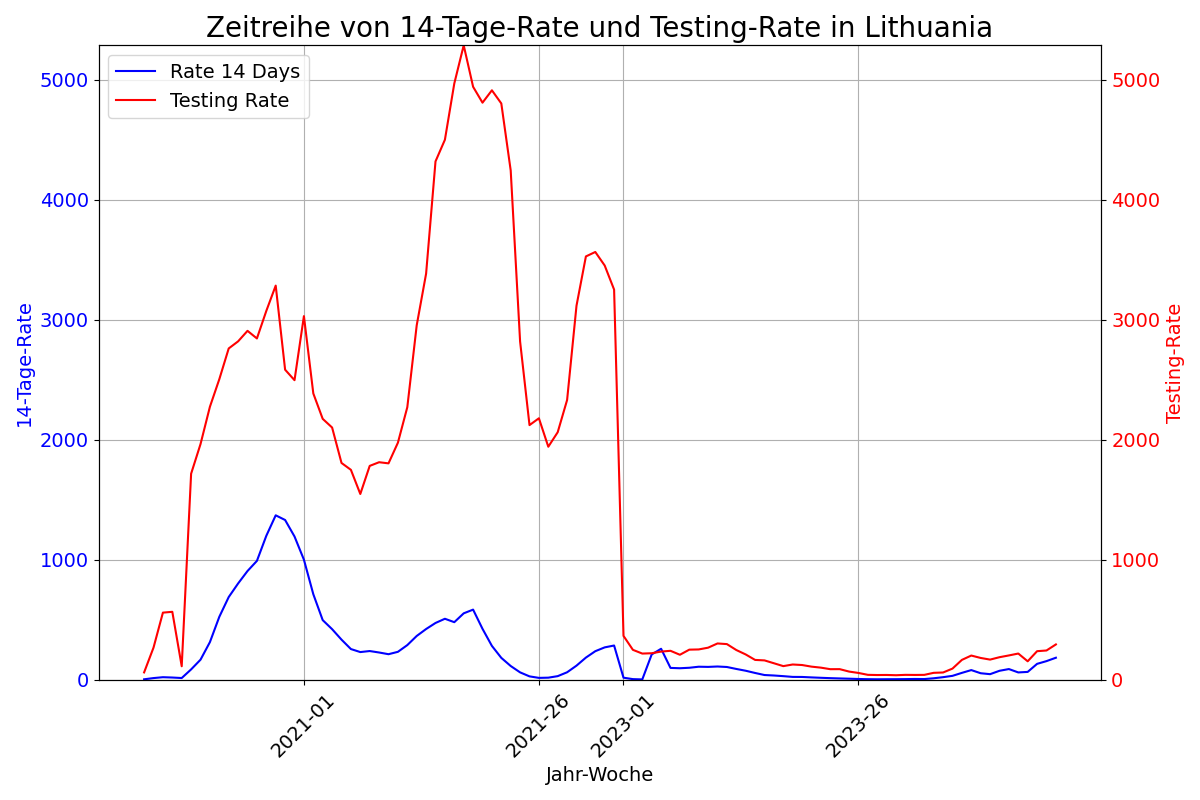 Zeitreihe von 14-Tage-Rate und Testing-Rate in Lithuania
Rate 14 Days
Testing Rate
14-Tage-Rate
5000
4000
3000
2000
1000
0
5000
4000
3000
2000
1000
0
Testing-Rate
2021-01
2021-26
2023-01
2023-26
Jahr-Woche